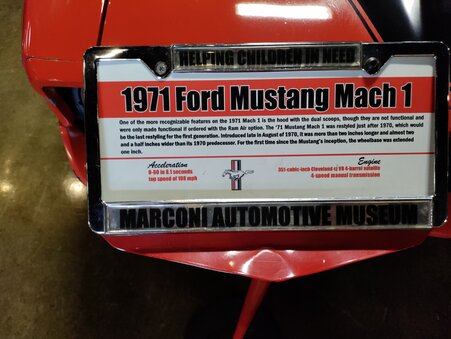 HELPING CHILDREN IN NEED
1971 Ford Mustang Mach 1
One of the more recognizable features on the 1971 Mach 1 is the hood with the dual scoops, though they are not functional and
were only made functional if ordered with the Ram Air option. The '71 Mustang Mach 1 was restyled just after 1970, which would
be the last restyling for the first generation. Introduced late in August of 1970, it was more than two inches longer and almost two
and a half inches wider than its 1970 predecessor. For the first time since the Mustang's inception, the wheelbase was extended
one inch.
Acceleration
0-60 in 8.1 seconds
top speed of 108 mph
Engine
351-cubic-inch Cleveland 4V V8 4-barrel
4-speed manual transmission
MARCONI AUTOMOTIVE MUSEUM